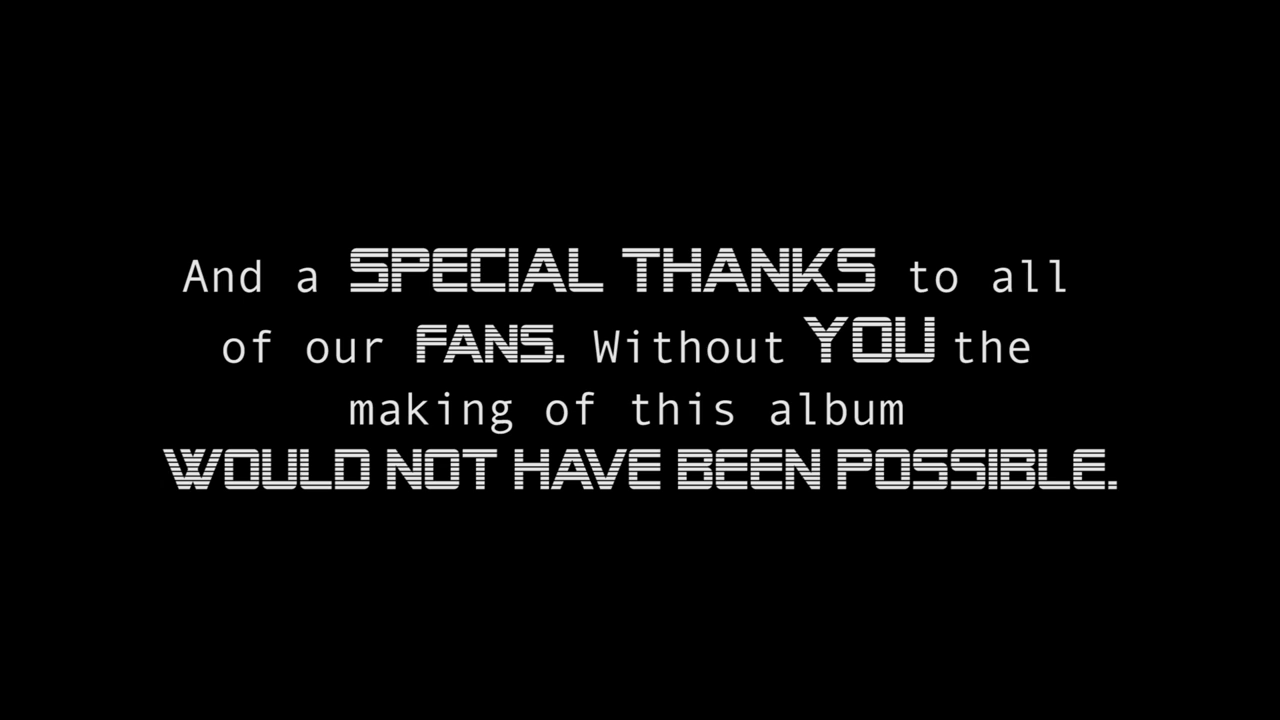 And a SPECIAL THANKS to all
of our FANS. Without YOU the
making of this album
WOULD NOT HAVE BEEN POSSIBLE.